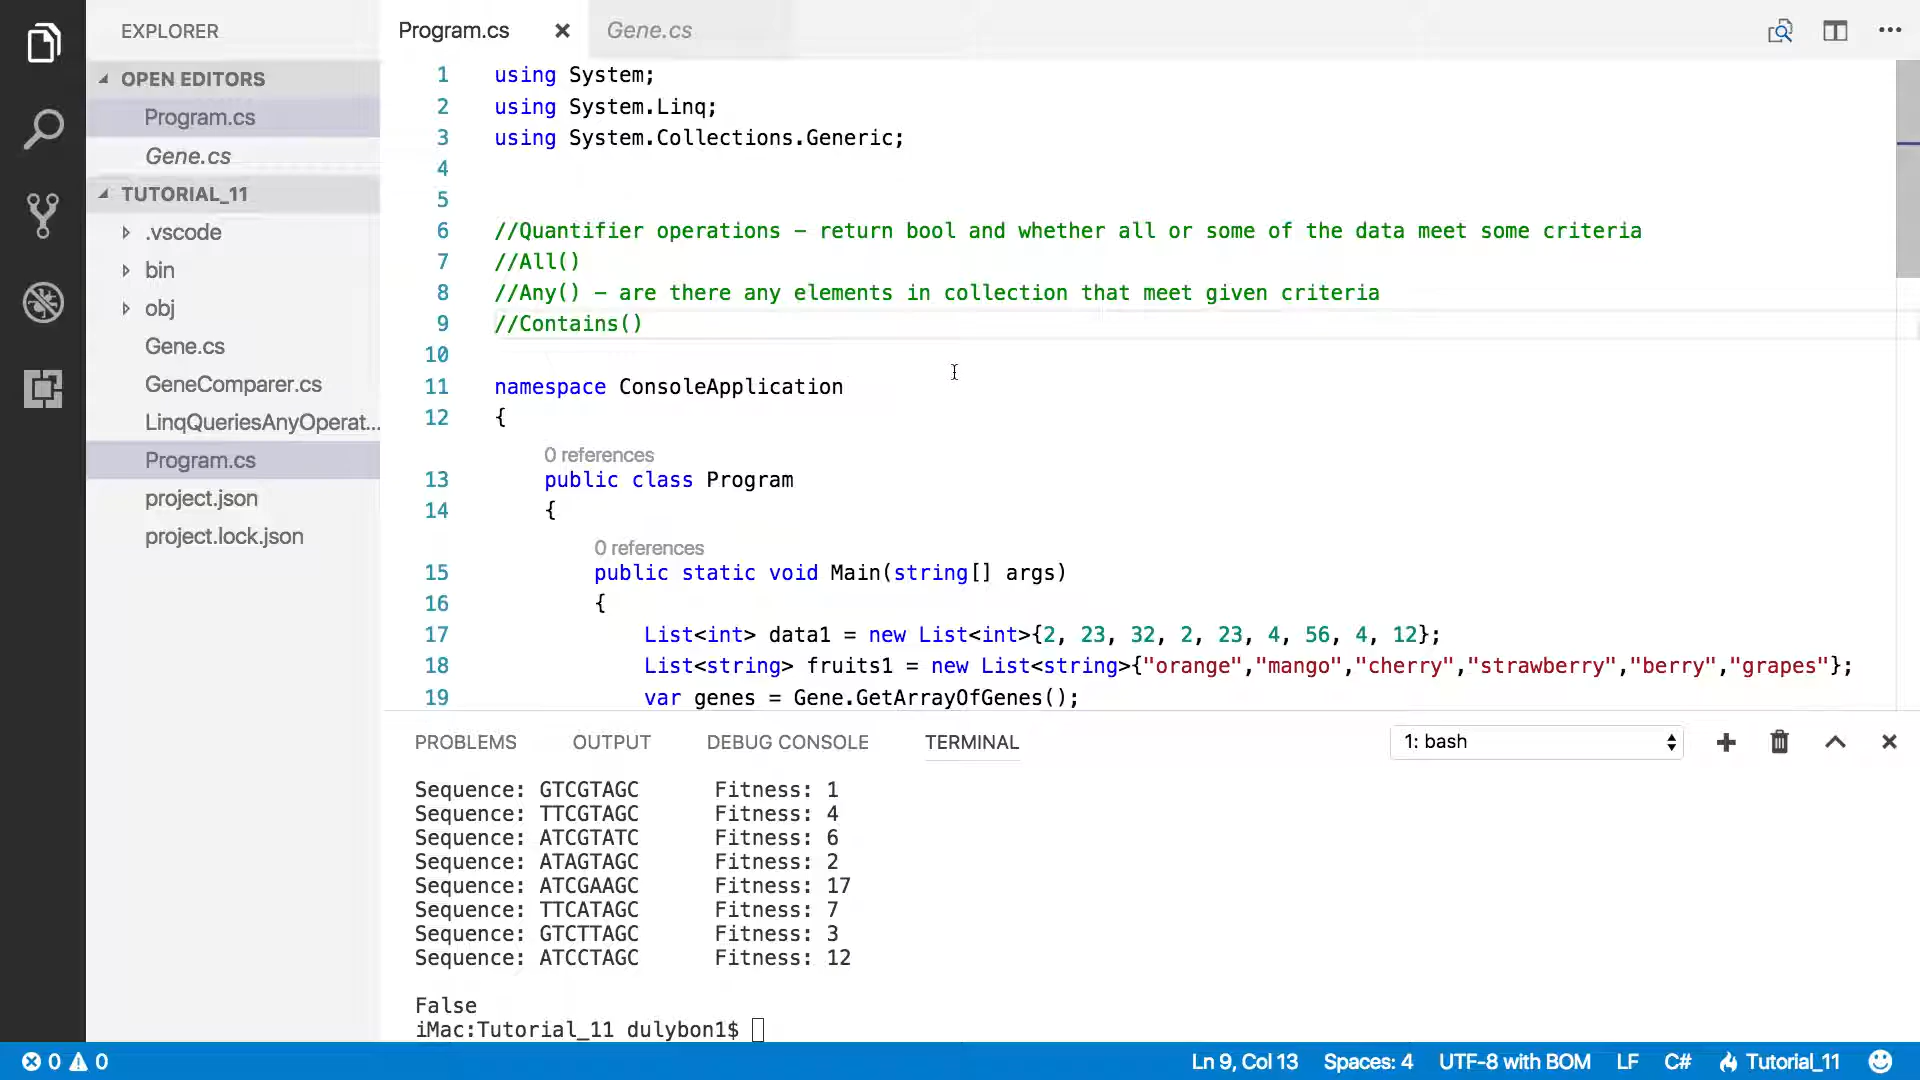 EXPLORER
OPEN EDITORS
Program.cs
Gene.cs
TUTORIAL_11
.vscode
bin
obj
Gene.cs
GeneComparer.cs
LinqQueriesAnyOperat...
Program.cs
project.json
project.lock.json
Program.cs
Gene.cs
1 using System;
2 using System.Linq;
3 using System.Collections.Generic;
4
5
6 //Quantifier operations - return bool and whether all or some of the data meet some criteria
7 //All()
8 //Any() - are there any elements in collection that meet given criteria
9 //Contains()
10
11 namespace ConsoleApplication
12 {
0 references
13 public class Program
14 {
0 references
15 public static void Main(string[] args)
16 {
17 List<int> data1 = new List<int>{2, 23, 32, 2, 23, 4, 56, 4, 12};
18 List<string> fruits1 = new List<string>{"orange","mango","cherry","strawberry","berry","grapes"};
19 var genes = Gene.GetArrayOfGenes();
PROBLEMS OUTPUT DEBUG CONSOLE TERMINAL 1: bash
Sequence: GTCGTAGC Fitness: 1
Sequence: TTCGTAGC Fitness: 4
Sequence: ATCGTATC Fitness: 6
Sequence: ATAGTAGC Fitness: 2
Sequence: ATCGAAGC Fitness: 17
Sequence: TTCATAGC Fitness: 7
Sequence: GTCTTAGC Fitness: 3
Sequence: ATCCTAGC Fitness: 12
False
iMac:Tutorial_11 dulybon1$
0 0 Ln 9, Col 13 Spaces: 4 UTF-8 with BOM LF C# Tutorial_11